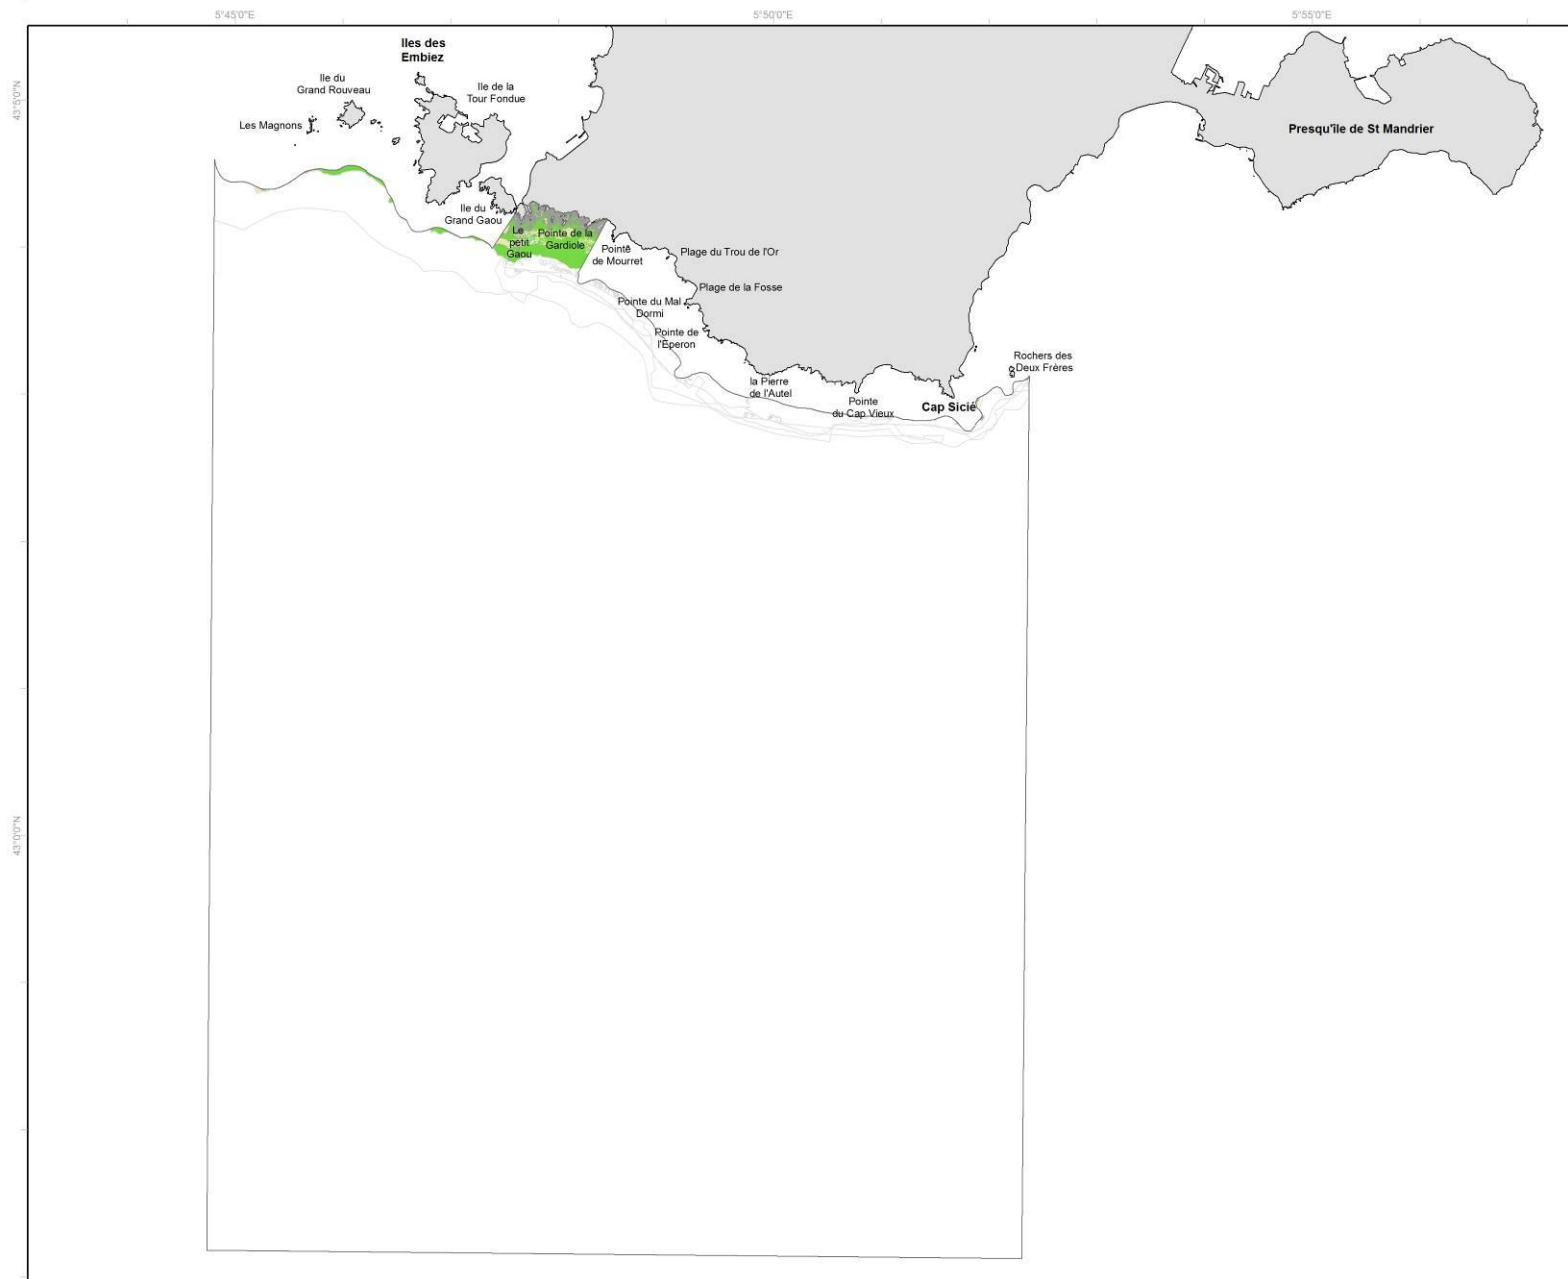 5°45'0"E
5°50'0"E
5°55'0"E
43°5'0"N
43°0'0"N
Iles des
Embiez
Ile du
Grand Rouveau
Ile de la
Tour Fondue
Les Magnons
Presqu'île de St Mandrier
Ile du
Grand Gaou
Le
petit
Gaou
Pointe de la
Gardiole
Pointe
de Mourret
Plage du Trou de l'Or
Plage de la Fosse
Pointe du Mal
Dormi
Pointe de
l'Eperon
Rochers des
Deux Frères
la Pierre
de l'Autel
Pointe
du Cap Vieux
Cap Sicié